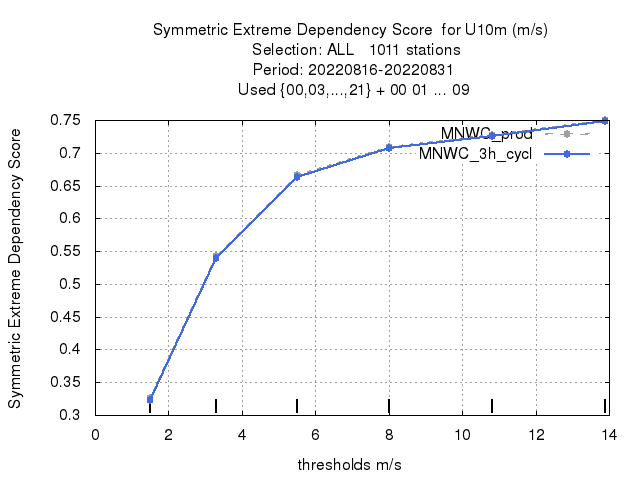 Symmetric Extreme Dependency Score for U10m (m/s)
Selection: ALL 1011 stations
Period: 20220816-20220831
Used {00,03,...,21} + 00 01 ... 09
Symmetric Extreme Dependency Score
0.75
0.7
0.65
0.6
0.55
0.5
0.45
0.4
0.35
0.3
MNWC_prod
MNWC_3h_cycl
0 2 4 6 8 10 12 14
thresholds m/s